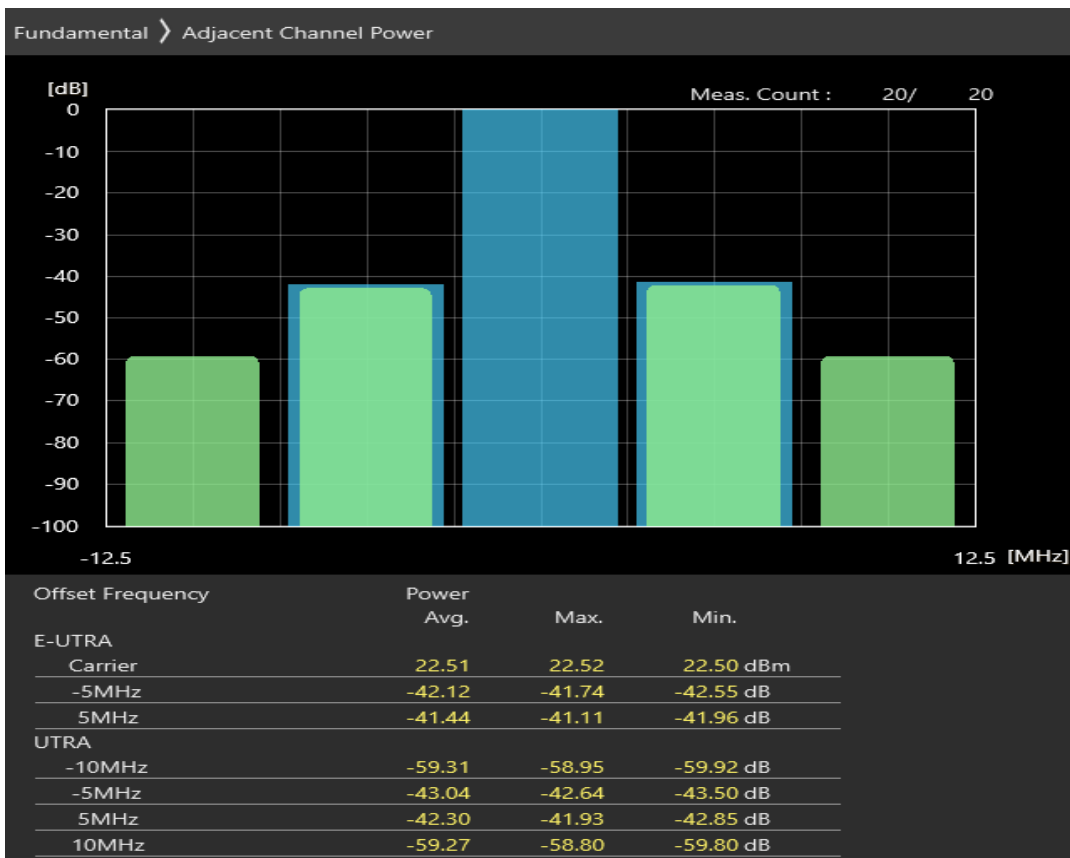 Fundamental 〉 Adjacent Channel Power
[dB]
Meas. Count : 20/ 20
0
-10
-20
-30
-40
-50
-60
-70
-80
-90
-100
-12.5 12.5 [MHz]
Offset Frequency Power
Avg. Max. Min.
E-UTRA
Carrier 22.51 22.52 22.50 dBm
-5MHz -42.12 -41.74 -42.55 dB
5MHz -41.44 -41.11 -41.96 dB
UTRA
-10MHz -59.31 -58.95 -59.92 dB
-5MHz -43.04 -42.64 -43.50 dB
5MHz -42.30 -41.93 -42.85 dB
10MHz -59.27 -58.80 -59.80 dB